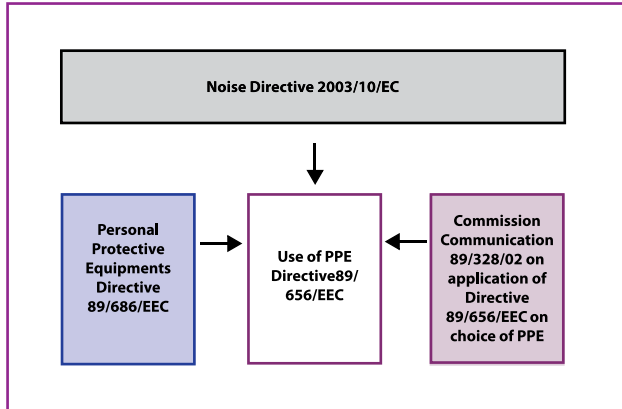 Noise Directive 2003/10/EC
Personal
Protective
Equipments
Directive
89/686/EEC
Use of PPE
Directive89/
656/EEC
Commission
Communication
89/328/02 on
application of
Directive
89/656/EEC on
choice of PPE